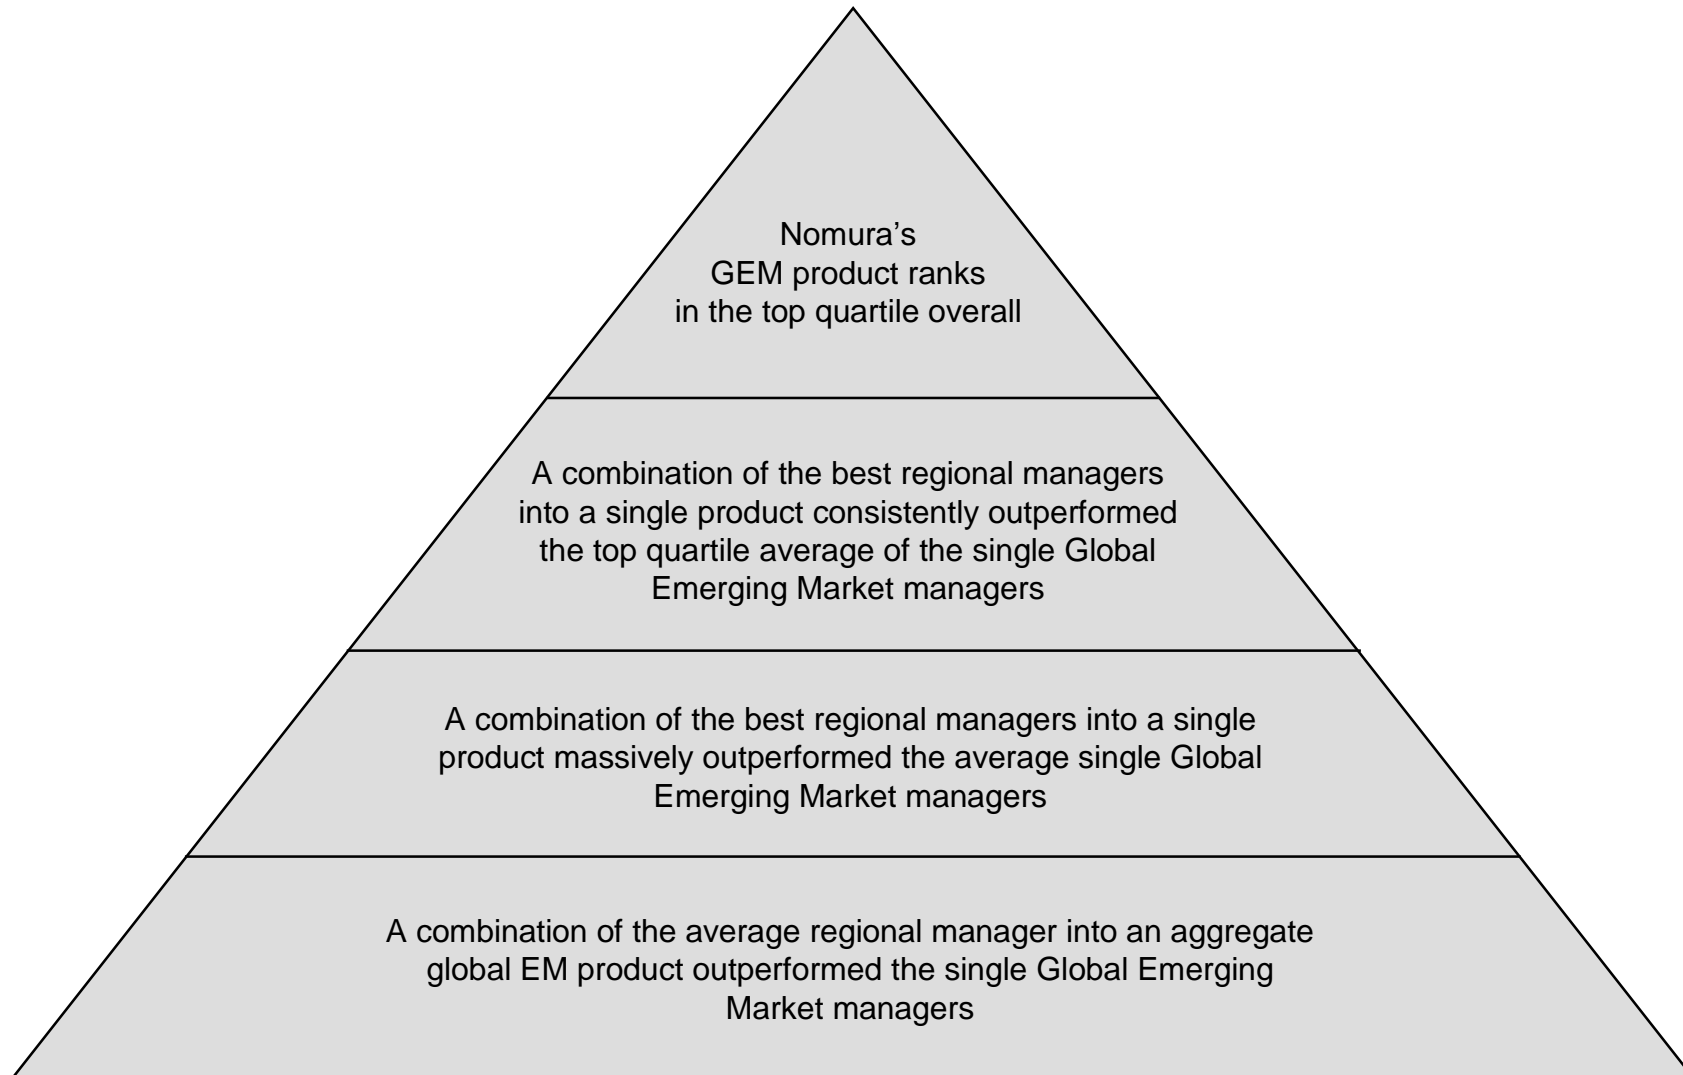 Nomura’s
GEM product ranks
in the top quartile overall
A combination of the best regional managers
into a single product consistently outperformed
the top quartile average of the single Global
Emerging Market managers
A combination of the best regional managers into a single
product massively outperformed the average single Global
Emerging Market managers
A combination of the average regional manager into an aggregate
global EM product outperformed the single Global Emerging
Market managers